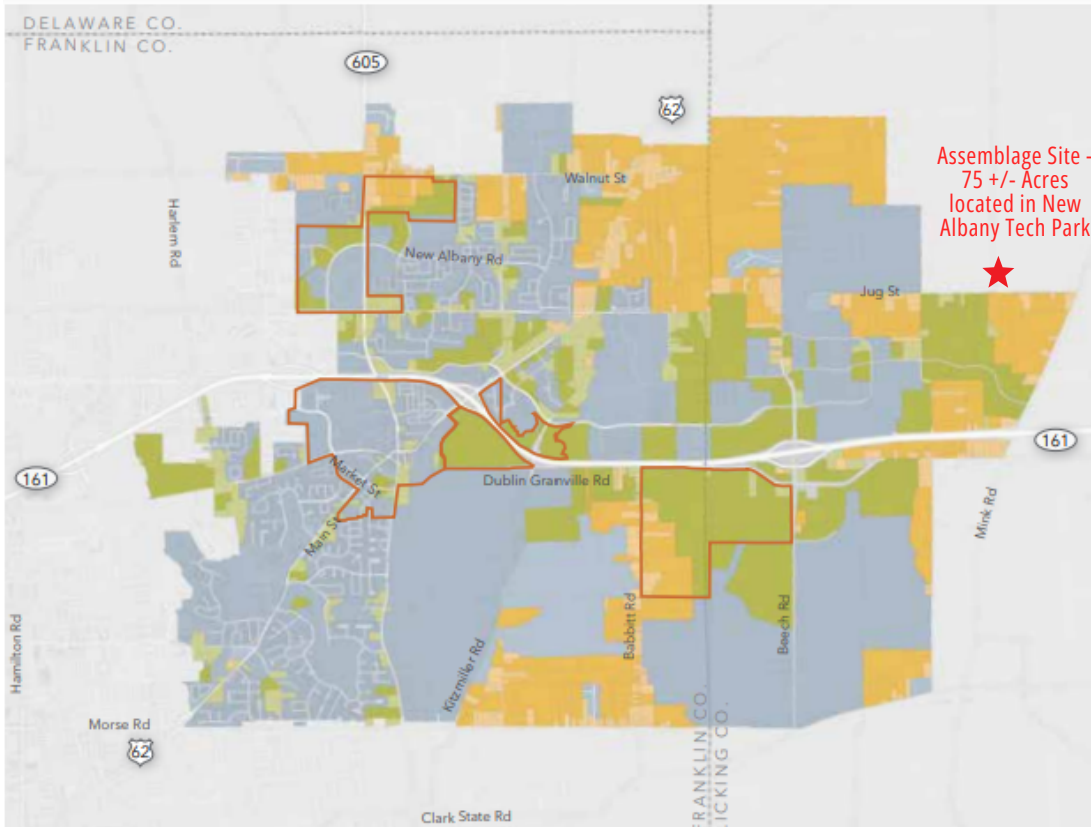 DELAWARE CO.
FRANKLIN CO.
605
62
Assemblage Site -
75 +/- Acres
located in New
Albany Tech Park
Walnut St
Harlem Rd
New Albany Rd
Jug St
161
161
Dublin Granville Rd
Market St
Main St
Mink Rd
Hamilton Rd
Babbitt Rd
Beech Rd
Kitzmiller Rd
Morse Rd
62
FRANKLIN CO.
LICKING CO.
Clark State Rd